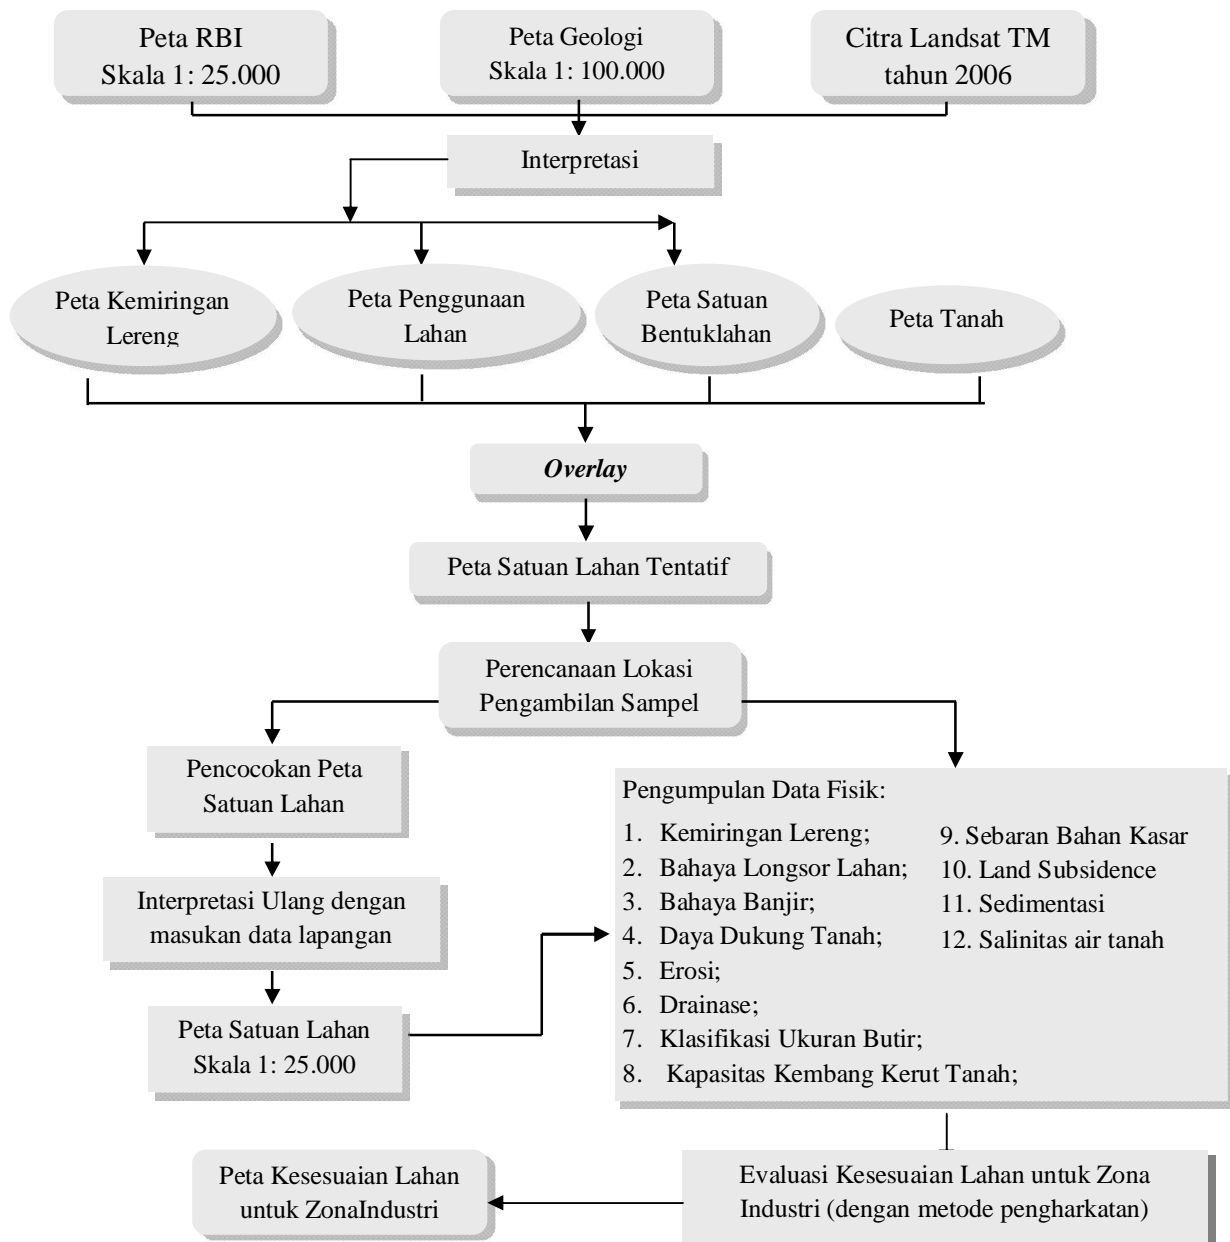 Peta RBI
Skala 1: 25.000
Peta Geologi
Skala 1: 100.000
Citra Landsat TM
tahun 2006
Interpretasi
Peta Kemiringan
Lereng
Peta Penggunaan
Lahan
Peta Satuan
Bentuklahan
Peta Tanah
Overlay
Peta Satuan Lahan Tentatif
Perencanaan Lokasi
Pengambilan Sampel
Pencocokan Peta
Satuan Lahan
Interpretasi Ulang dengan
masukan data lapangan
Peta Satuan Lahan
Skala 1: 25.000
Pengumpulan Data Fisik:
1. Kemiringan Lereng;
2. Bahaya Longsor Lahan;
3. Bahaya Banjir;
4. Daya Dukung Tanah;
5. Erosi;
6. Drainase;
7. Klasifikasi Ukuran Butir;
8. Kapasitas Kembang Kerut Tanah;
9. Sebaran Bahan Kasar
10. Land Subsidence
11. Sedimentasi
12. Salinitas air tanah
Evaluasi Kesesuaian Lahan untuk Zona
Industri (dengan metode pengharkatan)
Peta Kesesuaian Lahan
untuk ZonaIndustri